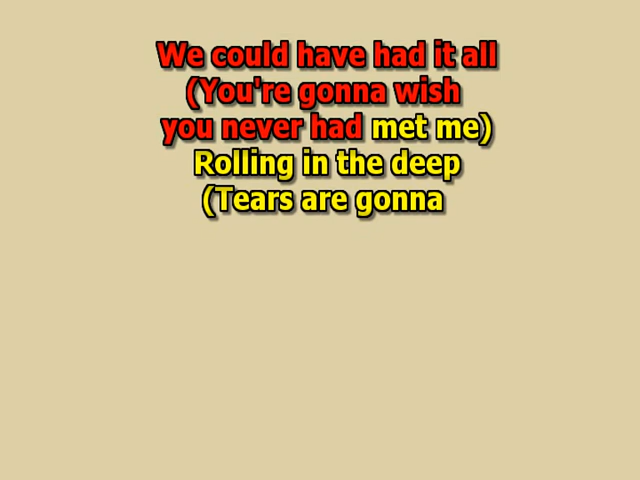 We could have had it all
(You're gonna wish
you never had met me)
Rolling in the deep
(Tears are gonna